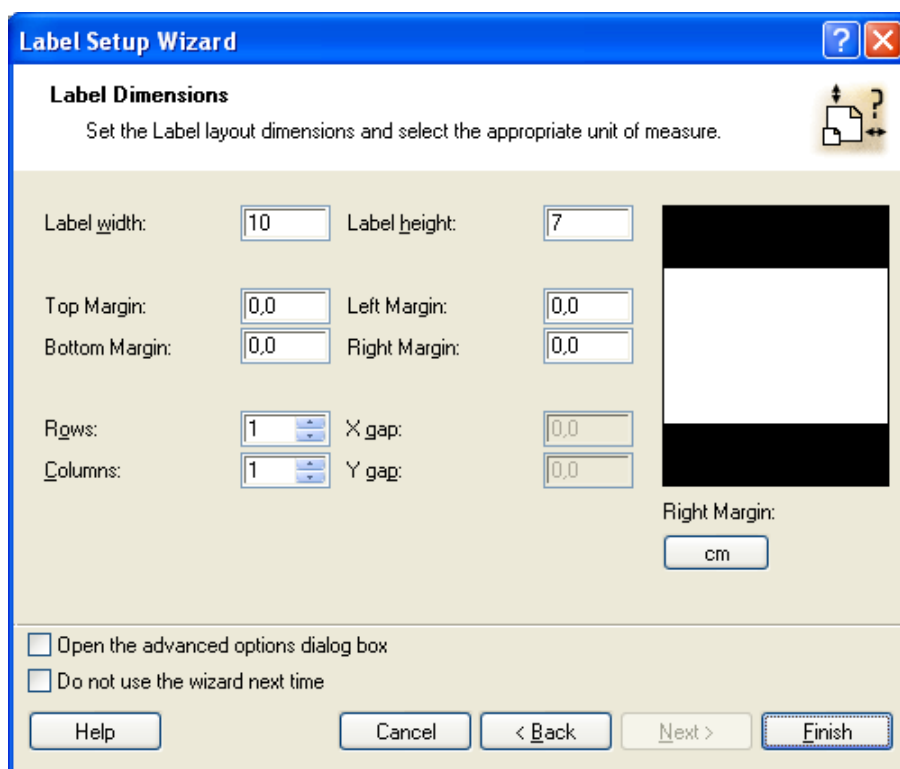 Label Setup Wizard
Label Dimensions
Set the Label layout dimensions and select the appropriate unit of measure.
Label width: 10 Label height: 7
Top Margin: 0,0 Left Margin: 0,0
Bottom Margin: 0,0 Right Margin: 0,0
Rows: 1 X gap: 0,0
Columns: 1 Y gap: 0,0
Right Margin:
cm
Open the advanced options dialog box
Do not use the wizard next time
Help Cancel < Back Next > Finish